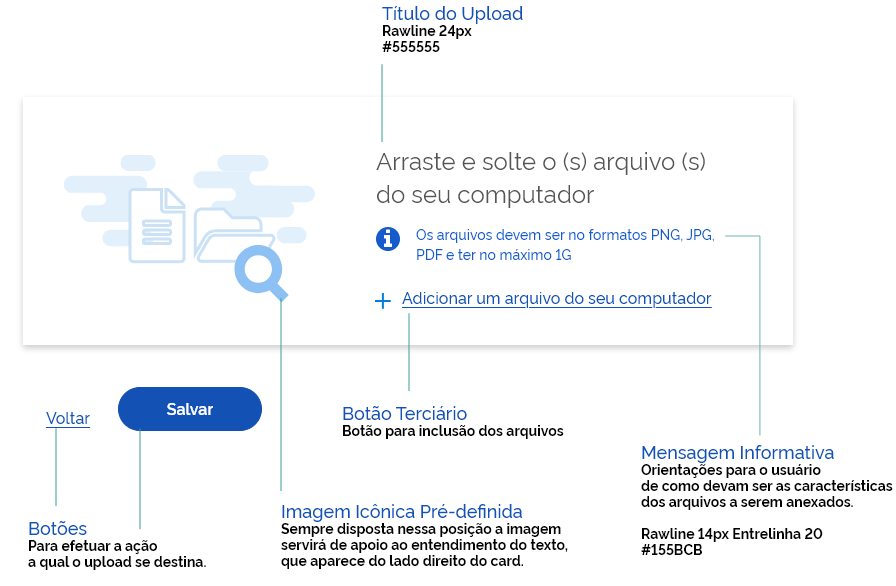 Título do Upload
Rawline 24px
#555555
Arraste e solte o (s) arquivo (s)
do seu computador
Os arquivos devem ser no formatos PNG, JPG,
PDF e ter no máximo 1G
Adicionar um arquivo do seu computador
Voltar
Salvar
Botão Terciário
Botão para inclusão dos arquivos
Mensagem Informativa
Orientações para o usuário
de como devam ser as características
dos arquivos a serem anexados.
Rawline 14px Entrelinha 20
#155BCB
Imagem Icônica Pré-definida
Sempre disposta nessa posição a imagem
servirá de apoio ao entendimento do texto,
que aparece do lado direito do card.
Botões
Para efetuar a ação
a qual o upload se destina.